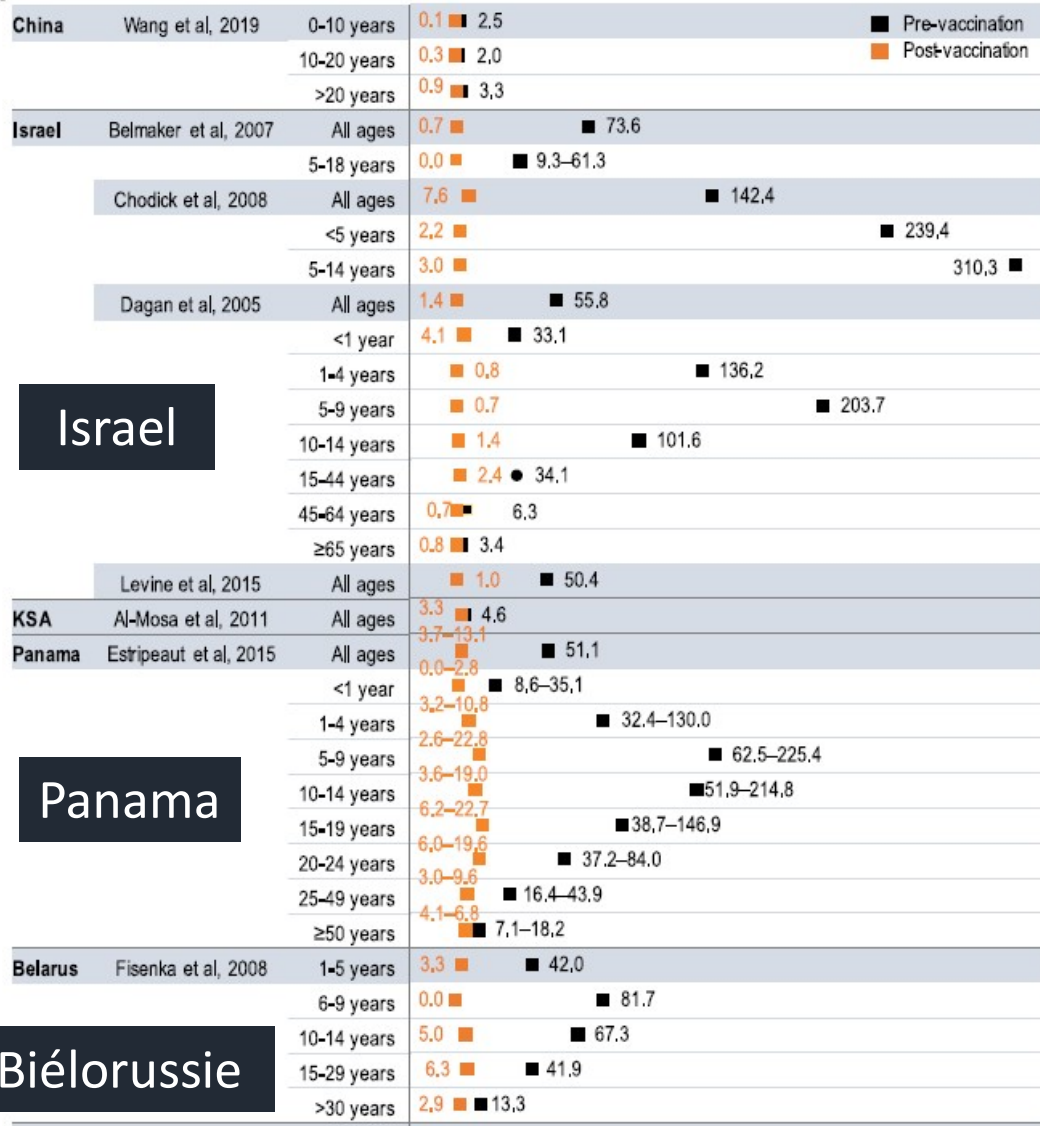 China Wang et al, 2019 0-10 years 0.1 2.5 Pre-vaccination
10-20 years 0.3 2,0 Post-vaccination
>20 years 0.9 3,3
Israel Belmaker et al, 2007 All ages 0.7 73.6
5-18 years 0.0 9.3–61.3
Chodick et al, 2008 All ages 7,6 142,4
<5 years 2,2 239,4
5-14 years 3.0 310,3
Dagan et al, 2005 All ages 1.4 55.8
<1 year 4.1 33,1
1-4 years 0.8 136,2
Israel
5-9 years 0.7 203.7
10-14 years 1.4 101.6
15-44 years 2.4 34.1
45-64 years 0.7 6.3
≥65 years 0.8 3.4
Levine et al, 2015 All ages 1.0 50.4
KSA Al-Mosa et al, 2011 All ages 3.3 4.6
Panama Estripeaut et al, 2015 All ages 3.7–13.1 51,1
<1 year 0.0–2.8 8,6–35,1
1-4 years 3.2–10.8 32.4–130.0
5-9 years 2.6–22.8 62.5–225.4
Panama
10-14 years 3.6–19.0 51,9–214,8
15-19 years 6.2–22.7 38,7–146,9
20-24 years 6.0–19.6 37.2–84.0
25-49 years 3.0–9.6 16.4–43.9
≥50 years 4.1–6.8 7,1–18,2
Belarus Fisenka et al, 2008 1-5 years 3,3 42,0
6-9 years 0.0 81.7
10-14 years 5.0 67.3
Biélorussie
15-29 years 6,3 41,9
>30 years 2,9 13,3